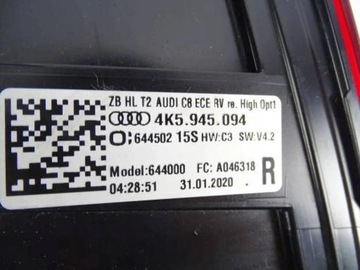 ZB HL T2 AUDI C8 ECE RV re. High Opt1
4K5.945.094
644502 15S HW:C3 SW:V4.2
Model:644000 FC: A046318
04:28:51 31.01.2020 R